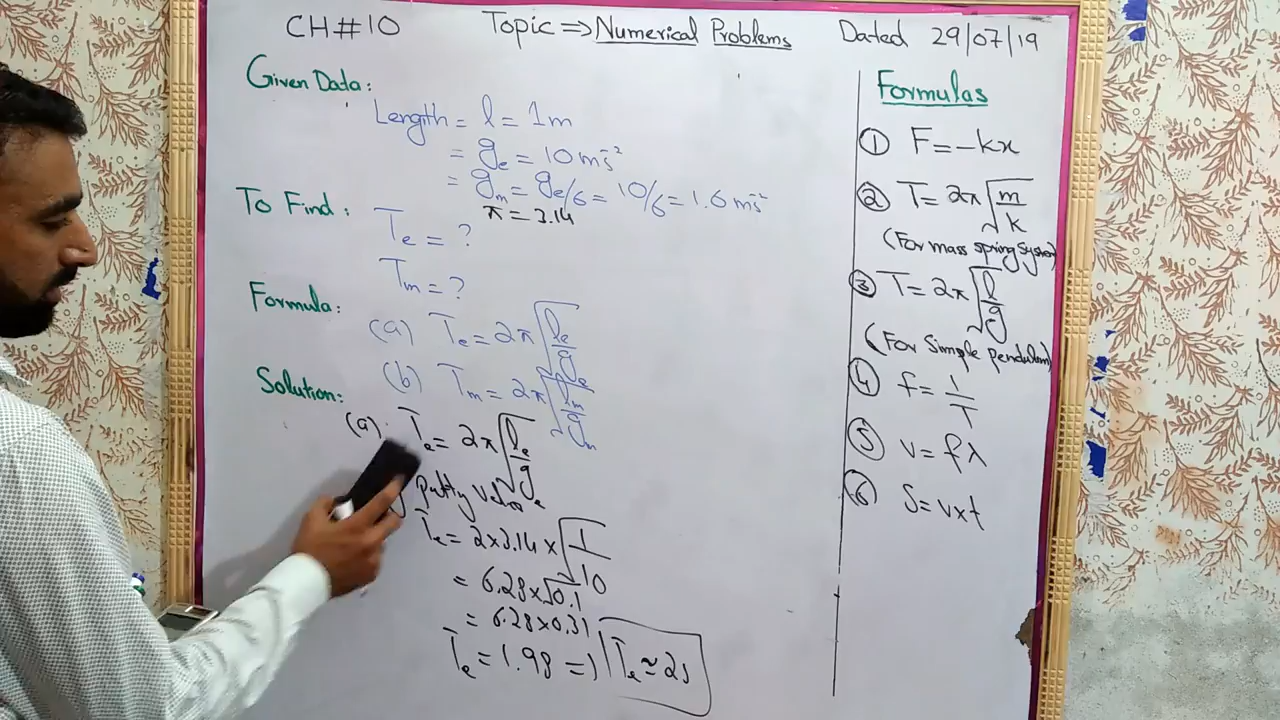 CH#10 Topic ⇒ Numerical Problems Dated 29/07/19
Given Data:
Length = l = 1m
= gₑ = 10 ms⁻²
= gₘ = gₑ/6 = 10/6 = 1.6 ms⁻²
π = 3.14
To Find:
Tₑ = ?
Tₘ = ?
Formula:
(a) Tₑ = 2π√(lₑ/gₑ)
(b) Tₘ = 2π√(lₘ/gₘ)
Solution:
(a) Tₑ = 2π√(lₑ/gₑ)
Tₑ = 2×3.14×√(1/10)
= 6.28×√0.1
= 6.28×0.31
Tₑ = 1.98 ⇒ Tₑ ≈ 2s
Formulas
① F = -kx
② T = 2π√(m/k)
(For mass spring system)
③ T = 2π√(l/g)
(For Simple pendulum)
④ f = 1/T
⑤ v = fλ
⑥ S = v×t